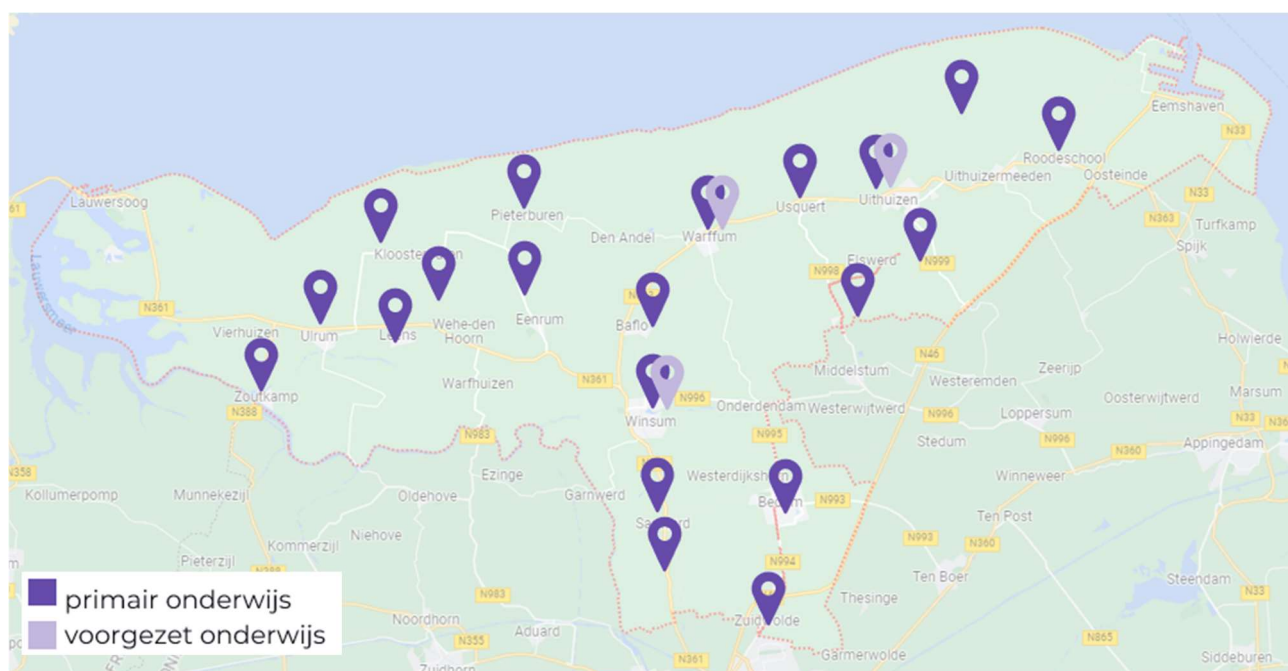 Eemshaven
N33
Roodeschool
Oosteinde
Uithuizermeeden
Uithuizen
Usquert
Lauwersoog
Pieterburen
Den Andel
Warffum
N363
N33
Turfkamp
Spijk
Elswerd
N999
N998
Lauwersmeer
N361
Vierhuizen
Ulrum
Wehe-den
Hoorn
Eenrum
Baflo
Holwierde
N46
Zeerijp
Middelstum
Westeremden
Zoutkamp
N388
Warfhuizen
N361
N996
Onderdendam
Westerwijtwerd
N996
Loppersum
Oosterwijtwerd
Marsum
N33
Winsum
N983
N995
Stedum
N996
N360
Appingedam
N358
Kollumerpomp
Munnekezijl
Oldehove
Ezinge
Garnwerd
N993
Winneweer
Niehove
Kommerzijl
Pieterzijl
Ten Post
N993
N360
N994
Ten Boer
Steendam
N33
Thesinge
N983
Noordhorn
Aduard
N355
Zuidhorn
N361
Garmerwolde
N865
Siddeburen
primair onderwijs
voorgezet onderwijs